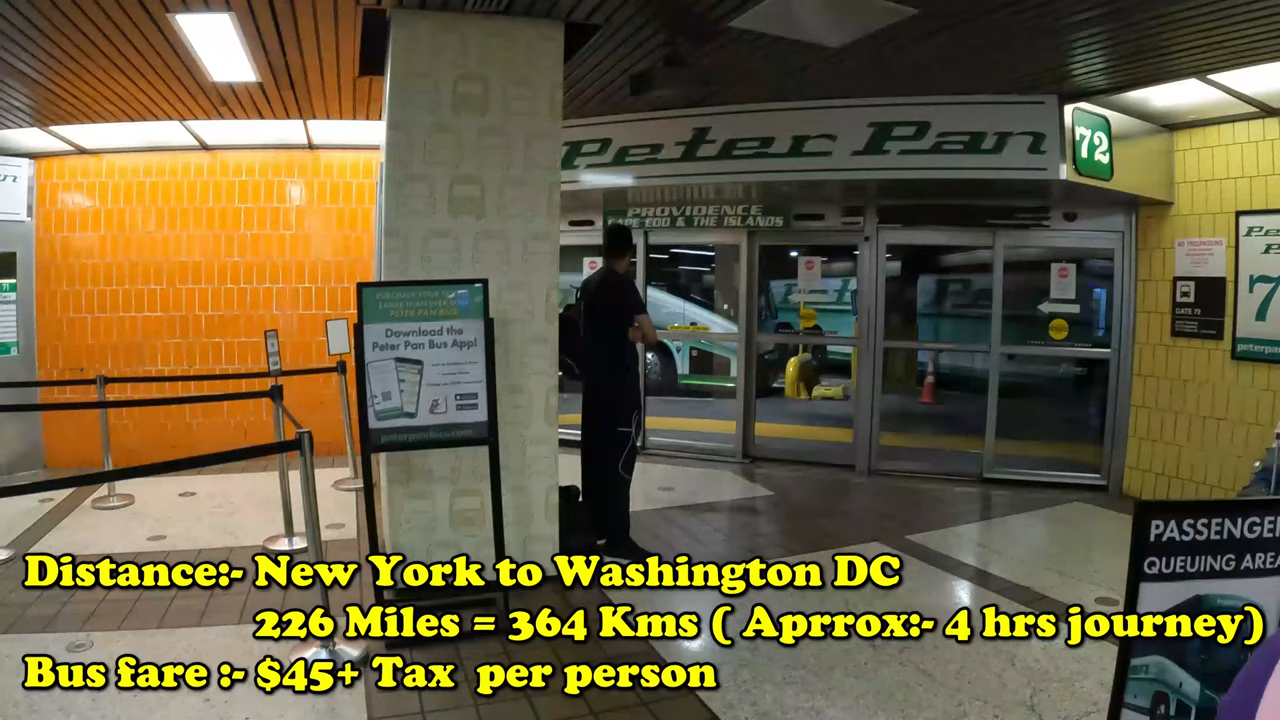 Peter Pan
72
PROVIDENCE
CAPE COD & THE ISLANDS
NO TRESPASSING
GATE 72
Download the
Peter Pan Bus App!
peterpanbus.com
PASSENGER
QUEUING AREA
Distance:- New York to Washington DC
226 Miles = 364 Kms ( Aprrox:- 4 hrs journey)
Bus fare :- $45+ Tax per person